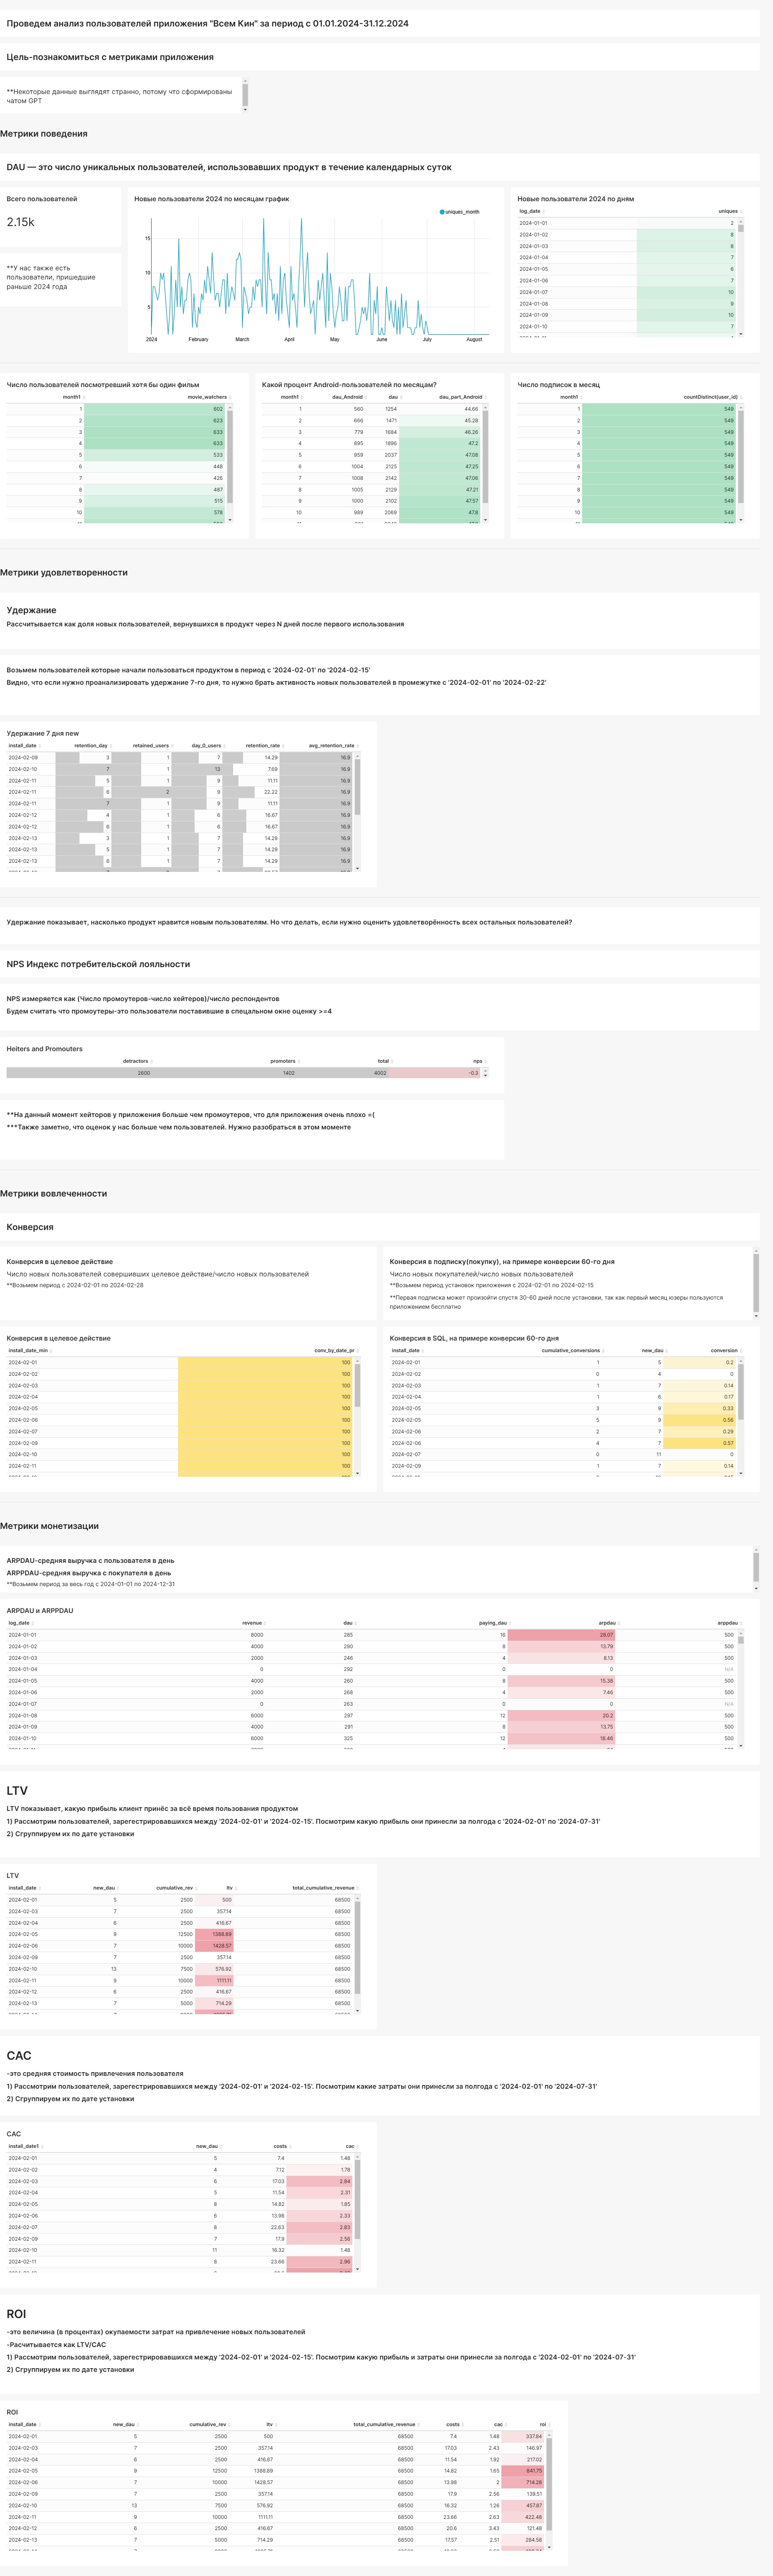 Проведем анализ пользователей приложения "Всем Кин" за период с 01.01.2024-31.12.2024
Цель-познакомиться с метриками приложения
**Некоторые данные выглядят странно, потому что сформированы
чатом GPT
Метрики поведения
DAU — это число уникальных пользователей, использовавших продукт в течение календарных суток
Всего пользователей
2.15k
**У нас также есть
пользователи, пришедшие
раньше 2024 года
Новые пользователи 2024 по месяцам график
uniques_month
15
10
5
2024 February March April May June July August
Новые пользователи 2024 по дням
log_date uniques
2024-01-01 2
2024-01-02 8
2024-01-03 8
2024-01-04 7
2024-01-05 6
2024-01-06 7
2024-01-07 10
2024-01-08 9
2024-01-09 10
2024-01-10 7
Число пользователей посмотревший хотя бы один фильм
month1 movie_watchers
1 602
2 623
3 633
4 633
5 533
6 446
7 426
8 487
9 515
10 578
Какой процент Android-пользователей по месяцам?
month1 dau_Android dau dau_part_Android
1 560 1254 44.66
2 666 1471 45.28
3 779 1684 46.26
4 895 1896 47.2
5 959 2037 47.08
6 1004 2125 47.25
7 1008 2142 47.06
8 1005 2129 47.21
9 1000 2102 47.57
10 989 2069 47.8
Число подписок в месяц
month1 countDistinct(user_id)
1 549
2 549
3 549
4 549
5 549
6 549
7 549
8 549
9 549
10 549
Метрики удовлетворенности
Удержание
Рассчитывается как доля новых пользователей, вернувшихся в продукт через N дней после первого использования
Возьмем пользователей которые начали пользоваться продуктом в период с '2024-02-01' по '2024-02-15'
Видно, что если нужно проанализировать удержание 7-го дня, то нужно брать активность новых пользователей в промежутке с '2024-02-01' по '2024-02-22'
Удержание 7 дня new
install_date retention_day retained_users day_0_users retention_rate avg_retention_rate
2024-02-09 3 1 7 14.29 16.9
2024-02-10 7 1 13 7.69 16.9
2024-02-11 5 1 9 11.11 16.9
2024-02-11 6 2 9 22.22 16.9
2024-02-11 7 1 9 11.11 16.9
2024-02-12 4 1 6 16.67 16.9
2024-02-12 6 1 6 16.67 16.9
2024-02-13 3 1 7 14.29 16.9
2024-02-13 5 1 7 14.29 16.9
2024-02-13 6 1 7 14.29 16.9
Удержание показывает, насколько продукт нравится новым пользователям. Но что делать, если нужно оценить удовлетворённость всех остальных пользователей?
NPS Индекс потребительской лояльности
NPS измеряется как (Число промоутеров-число хейтеров)/число респондентов
Будем считать что промоутеры-это пользователи поставившие в специальном окне оценку >=4
Heiters and Promouters
detractors promoters total nps
2600 1402 4002 -0.3
**На данный момент хейторов у приложения больше чем промоутеров, что для приложения очень плохо =(
***Также заметно, что оценок у нас больше чем пользователей. Нужно разобраться в этом моменте
Метрики вовлеченности
Конверсия
Конверсия в целевое действие
Число новых пользователей совершивших целевое действие/число новых пользователей
**Возьмем период с 2024-02-01 по 2024-02-28
Конверсия в подписку(покупку), на примере конверсии 60-го дня
Число новых покупателей/число новых пользователей
**Возьмем период установок приложения с 2024-02-01 по 2024-02-15
**Первая подписка может произойти спустя 30-60 дней после установки, так как первый месяц юзеры пользуются
приложением бесплатно
Конверсия в целевое действие
install_date_min conv_by_date_pr
2024-02-01 100
2024-02-02 100
2024-02-03 100
2024-02-04 100
2024-02-05 100
2024-02-06 100
2024-02-07 100
2024-02-09 100
2024-02-10 100
2024-02-11 100
Конверсия в SQL, на примере конверсии 60-го дня
install_date cumulative_conversions new_dau conversion
2024-02-01 1 5 0.2
2024-02-02 0 4 0
2024-02-03 1 7 0.14
2024-02-04 1 6 0.17
2024-02-05 3 9 0.33
2024-02-05 5 9 0.56
2024-02-06 2 7 0.29
2024-02-06 4 7 0.57
2024-02-07 0 11 0
2024-02-09 1 7 0.14
Метрики монетизации
ARPDAU-средняя выручка с пользователя в день
ARPPDAU-средняя выручка с покупателя в день
**Возьмем период за весь год с 2024-01-01 по 2024-12-31
ARPDAU и ARPPDAU
log_date revenue dau paying_dau arpdau arppdau
2024-01-01 8000 285 16 28.07 500
2024-01-02 4000 290 8 13.79 500
2024-01-03 2000 246 4 8.13 500
2024-01-04 0 292 0 0 N/A
2024-01-05 4000 260 8 15.38 500
2024-01-06 2000 268 4 7.46 500
2024-01-07 0 263 0 0 N/A
2024-01-08 6000 297 12 20.2 500
2024-01-09 4000 291 8 13.75 500
2024-01-10 6000 325 12 18.46 500
LTV
LTV показывает, какую прибыль клиент принёс за всё время пользования продуктом
1) Рассмотрим пользователей, зарегестрировавшихся между '2024-02-01' и '2024-02-15'. Посмотрим какую прибыль они принесли за полгода с '2024-02-01' по '2024-07-31'
2) Сгруппируем их по дате установки
LTV
install_date new_dau cumulative_rev ltv total_cumulative_revenue
2024-02-01 5 2500 500 68500
2024-02-03 7 2500 357.14 68500
2024-02-04 6 2500 416.67 68500
2024-02-05 9 12500 1388.89 68500
2024-02-06 7 10000 1428.57 68500
2024-02-09 7 2500 357.14 68500
2024-02-10 13 7500 576.92 68500
2024-02-11 9 10000 1111.11 68500
2024-02-12 6 2500 416.67 68500
2024-02-13 7 5000 714.29 68500
CAC
-это средняя стоимость привлечения пользователя
1) Рассмотрим пользователей, зарегестрировавшихся между '2024-02-01' и '2024-02-15'. Посмотрим какие затраты они принесли за полгода с '2024-02-01' по '2024-07-31'
2) Сгруппируем их по дате установки
CAC
install_date1 new_dau costs cac
2024-02-01 5 7.4 1.48
2024-02-02 4 7.12 1.78
2024-02-03 6 17.03 2.84
2024-02-04 5 11.54 2.31
2024-02-05 8 14.82 1.85
2024-02-06 6 13.98 2.33
2024-02-07 8 22.63 2.83
2024-02-09 7 17.9 2.56
2024-02-10 11 16.32 1.48
2024-02-11 8 23.66 2.96
ROI
-это величина (в процентах) окупаемости затрат на привлечение новых пользователей
-Расчитывается как LTV/CAC
1) Рассмотрим пользователей, зарегестрировавшихся между '2024-02-01' и '2024-02-15'. Посмотрим какую прибыль и затраты они принесли за полгода с '2024-02-01' по '2024-07-31'
2) Сгруппируем их по дате установки
ROI
install_date new_dau cumulative_rev ltv total_cumulative_revenue costs cac roi
2024-02-01 5 2500 500 68500 7.4 1.48 337.84
2024-02-03 7 2500 357.14 68500 17.03 2.43 146.97
2024-02-04 6 2500 416.67 68500 11.54 1.92 217.02
2024-02-05 9 12500 1388.89 68500 14.82 1.65 841.75
2024-02-06 7 10000 1428.57 68500 13.98 2 714.28
2024-02-09 7 2500 357.14 68500 17.9 2.56 139.51
2024-02-10 13 7500 576.92 68500 16.32 1.26 457.87
2024-02-11 9 10000 1111.11 68500 23.66 2.63 422.48
2024-02-12 6 2500 416.67 68500 20.6 3.43 121.48
2024-02-13 7 5000 714.29 68500 17.57 2.51 284.58